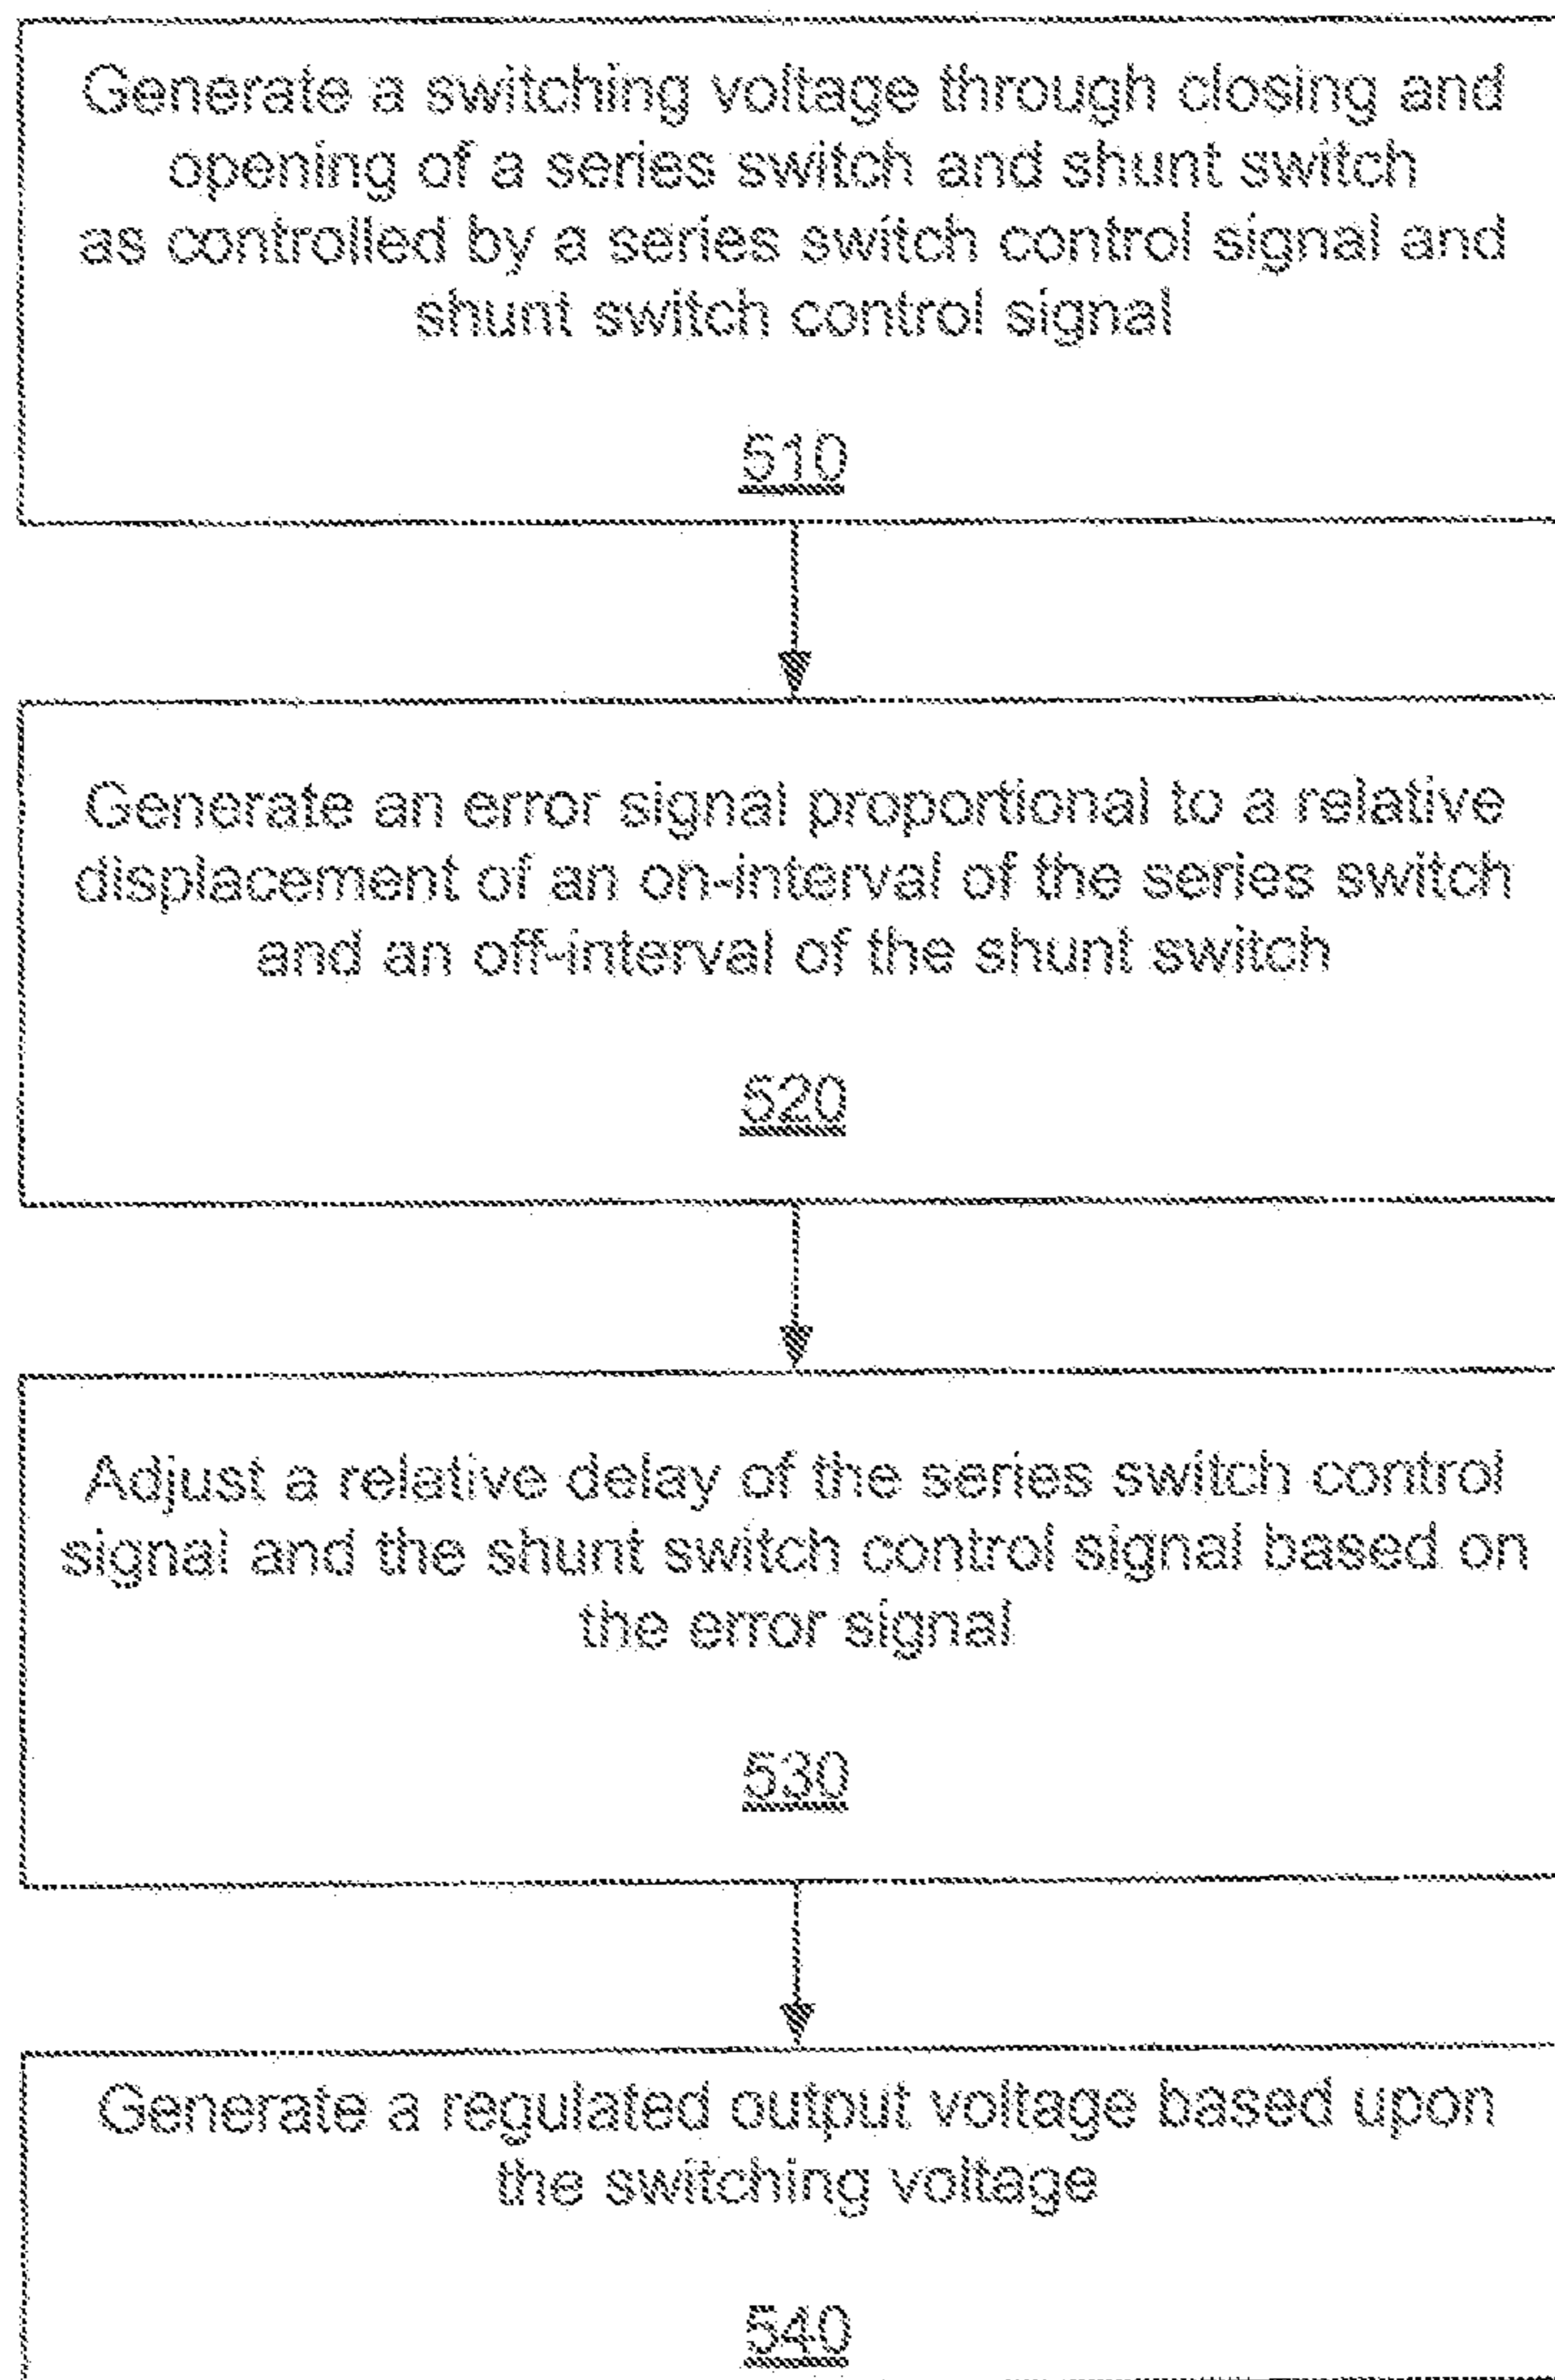 Generate a switching voltage through closing and
opening of a series switch and shunt switch
as controlled by a series switch control signal and
shunt switch control signal
510
Generate an error signal proportional to a relative
displacement of an on-interval of the series switch
and an off-interval of the shunt switch
520
Adjust a relative delay of the series switch control
signal and the shunt switch control signal based on
the error signal
530
Generate a regulated output voltage based upon
the switching voltage
540